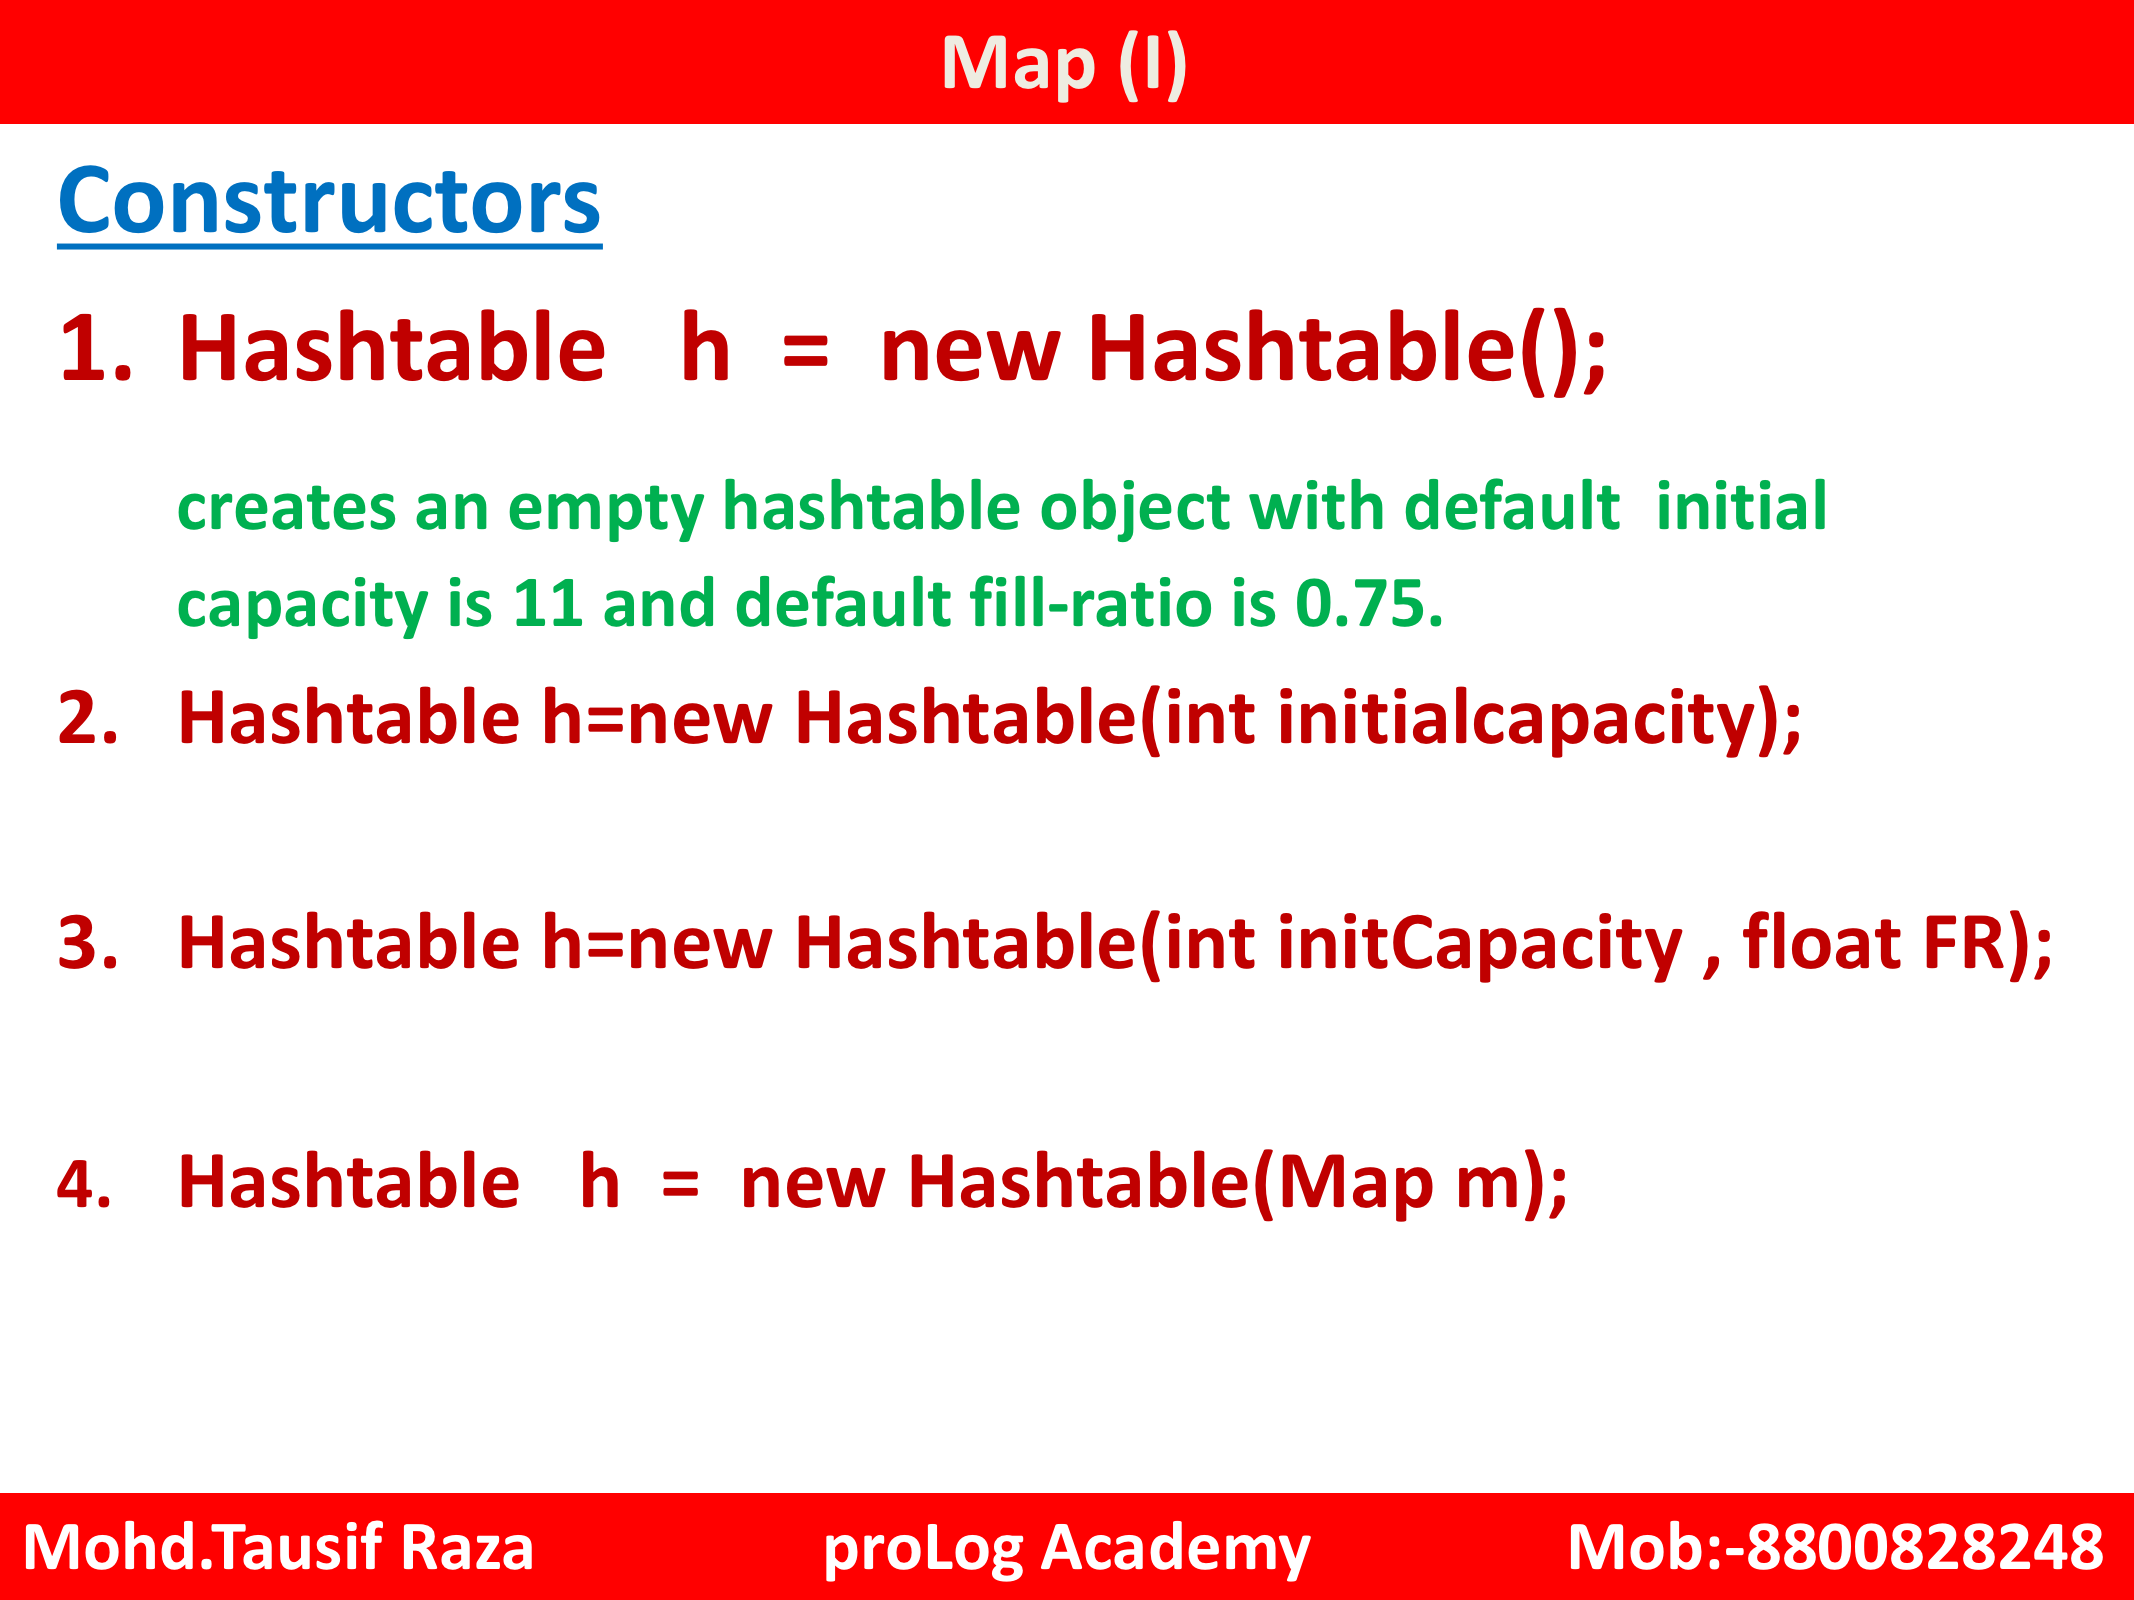 Map (I)
Constructors
1. Hashtable h = new Hashtable();
creates an empty hashtable object with default initial
capacity is 11 and default fill-ratio is 0.75.
2. Hashtable h=new Hashtable(int initialcapacity);
3. Hashtable h=new Hashtable(int initCapacity , float FR);
4. Hashtable h = new Hashtable(Map m);
Mohd.Tausif Raza proLog Academy Mob:-8800828248